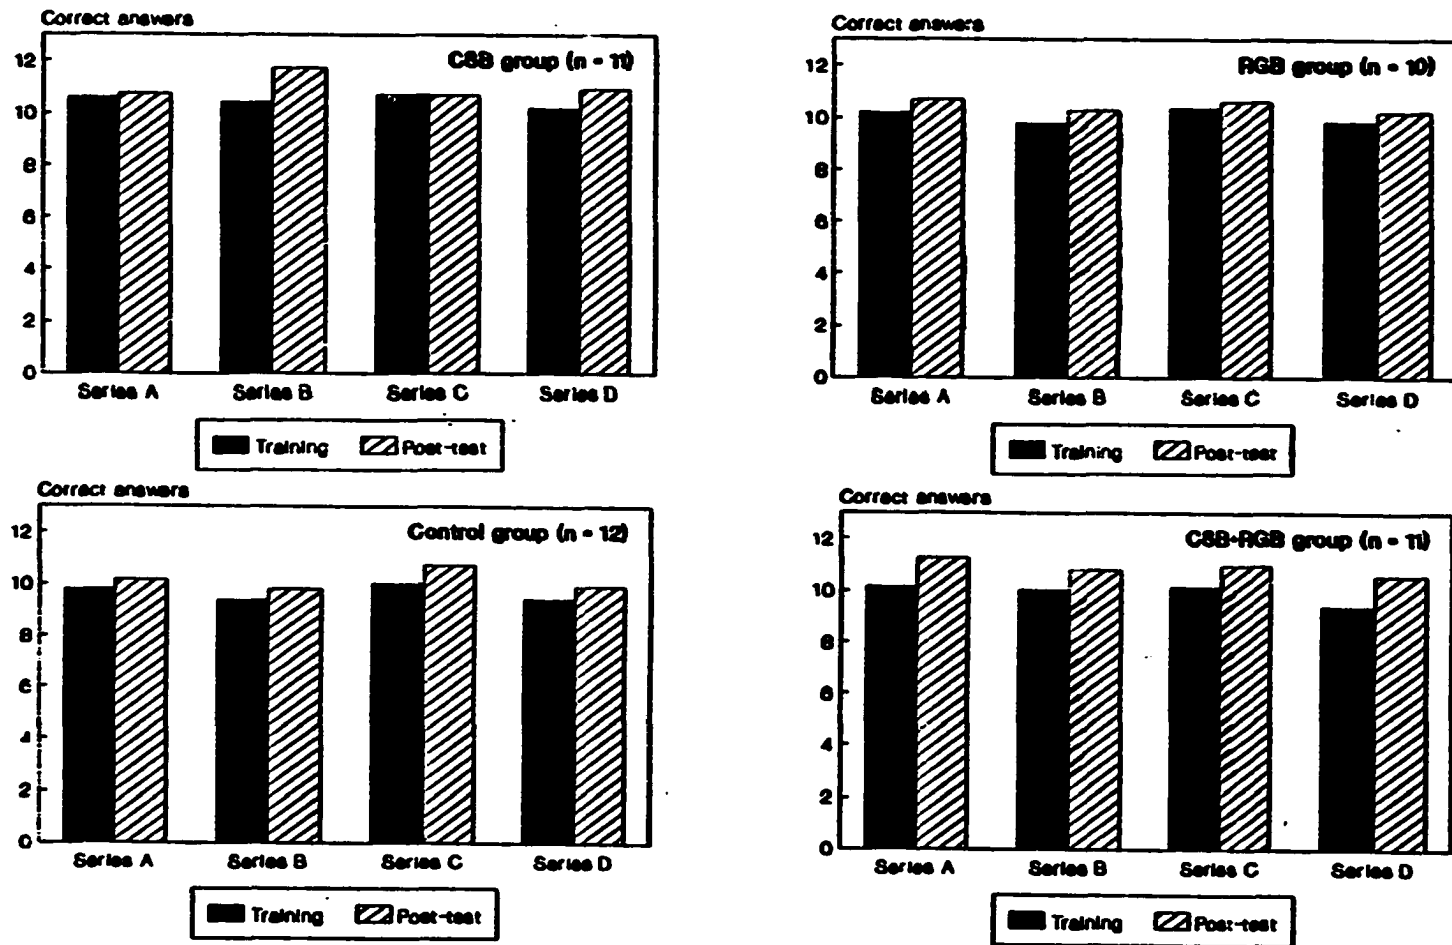 Correct answers
CSB group (n = 11)
12
10
8
6
4
2
0
Series A Series B Series C Series D
Training Post-test
Correct answers
RGB group (n = 10)
12
10
8
6
4
2
0
Series A Series B Series C Series D
Training Post-test
Correct answers
Control group (n = 12)
12
10
8
6
4
2
0
Series A Series B Series C Series D
Training Post-test
Correct answers
CSB+RGB group (n = 11)
12
10
8
6
4
2
0
Series A Series B Series C Series D
Training Post-test